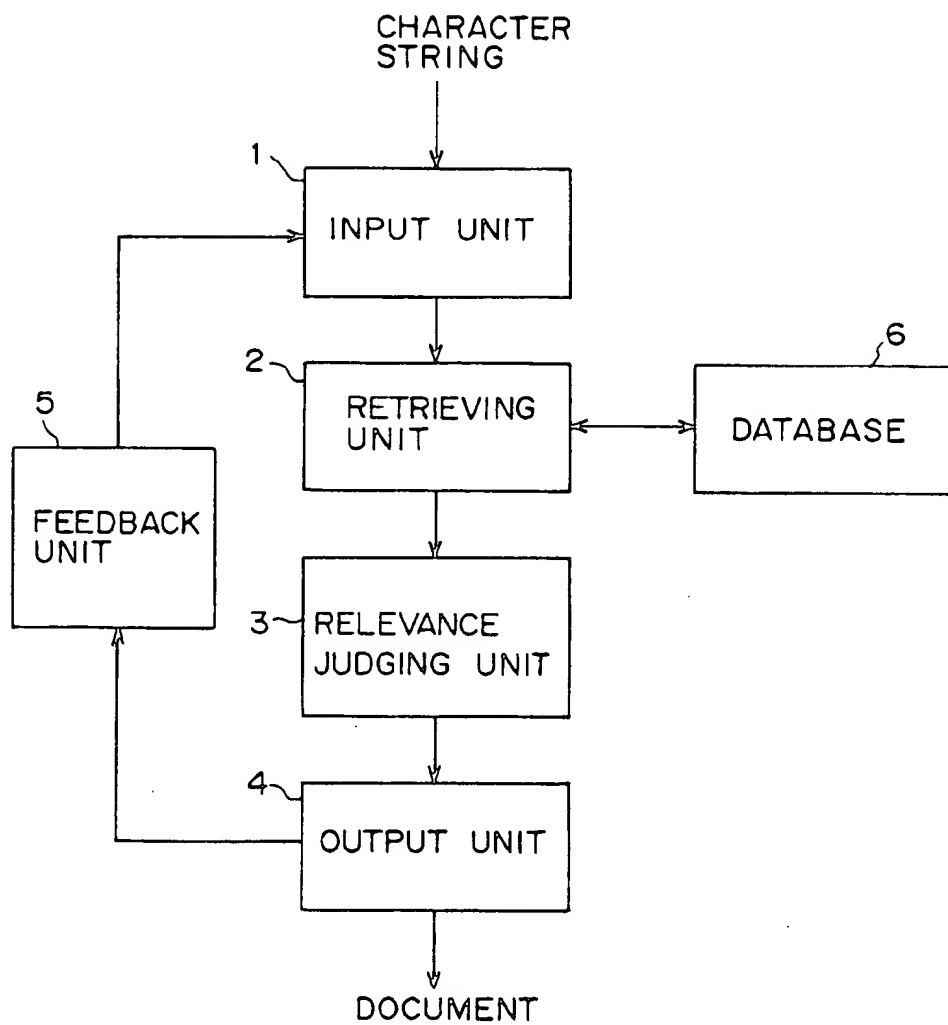 CHARACTER
STRING
1
INPUT UNIT
2
RETRIEVING
UNIT
6
DATABASE
5
FEEDBACK
UNIT
3
RELEVANCE
JUDGING UNIT
4
OUTPUT UNIT
DOCUMENT